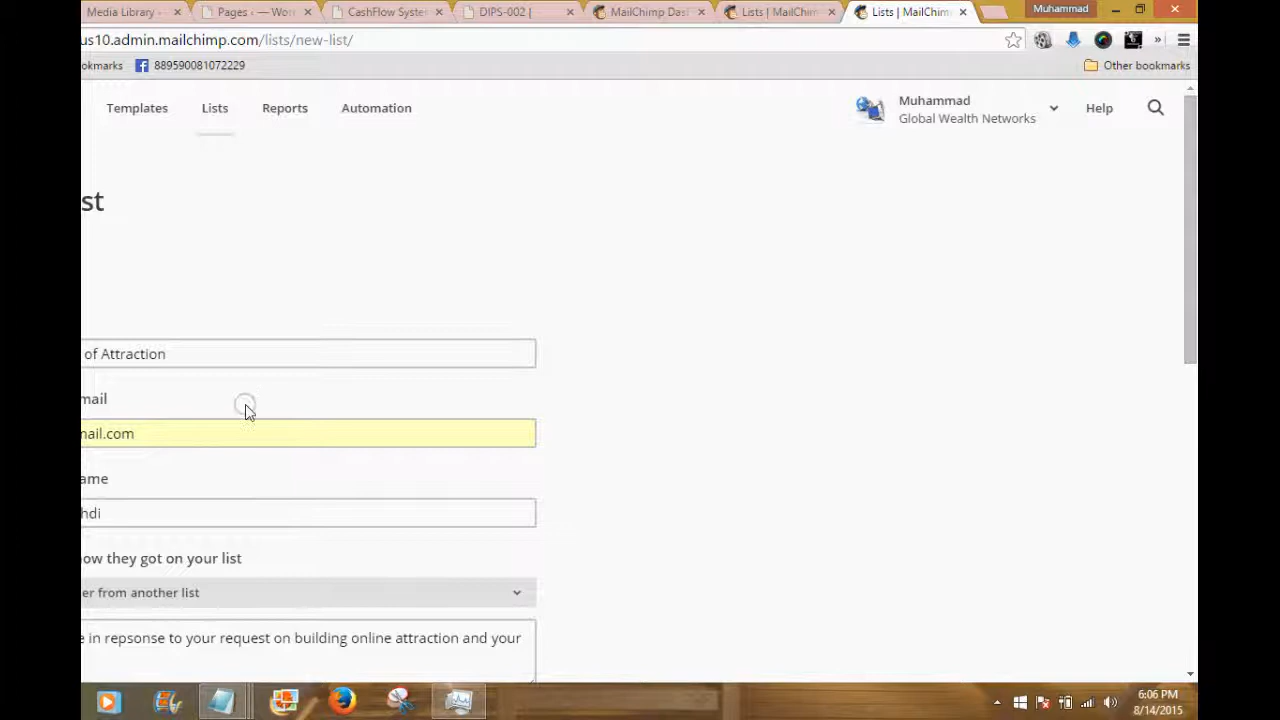 Media Library -
Pages ‹ — Wor
CashFlow Syste
DIPS-002 |
MailChimp Das
Lists | MailChim
Lists | MailChim
Muhammad
us10.admin.mailchimp.com/lists/new-list/
okmarks
889590081072229
Other bookmarks
Templates
Lists
Reports
Automation
Muhammad
Global Wealth Networks
Help
st
of Attraction
mail
mail.com
ame
hdi
ow they got on your list
er from another list
e in repsonse to your request on building online attraction and your
6:06 PM
8/14/2015